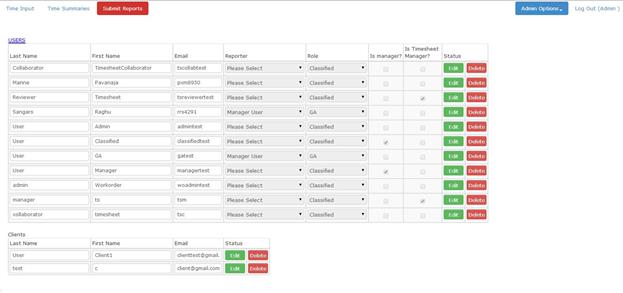 Time Input Time Summaries Submit Reports Admin Options Log Out (Admin )
USERS
Last Name First Name Email Reporter Role Is manager? Is Timesheet Manager? Status
Collaborator TimesheetCollaborator tscollabtest Please Select Classified Edit Delete
Manne Pavanaja pxm8930 Please Select Classified Edit Delete
Reviewer Timesheet tsreviewertest Please Select Classified Edit Delete
Sangars Raghu rrs4291 Manager User GA Edit Delete
User Admin admintest Please Select Classified Edit Delete
User Classified classifiedtest Please Select Classified Edit Delete
User GA gatest Manager User GA Edit Delete
User Manager managertest Please Select Classified Edit Delete
admin Workorder woadmintest Please Select Classified Edit Delete
manager ts tsm Please Select Classified Edit Delete
vollaborator timesheet tsc Please Select Classified Edit Delete
Clients
Last Name First Name Email Status
User Client1 clienttest@gmail. Edit Delete
test c client@gmail.com Edit Delete